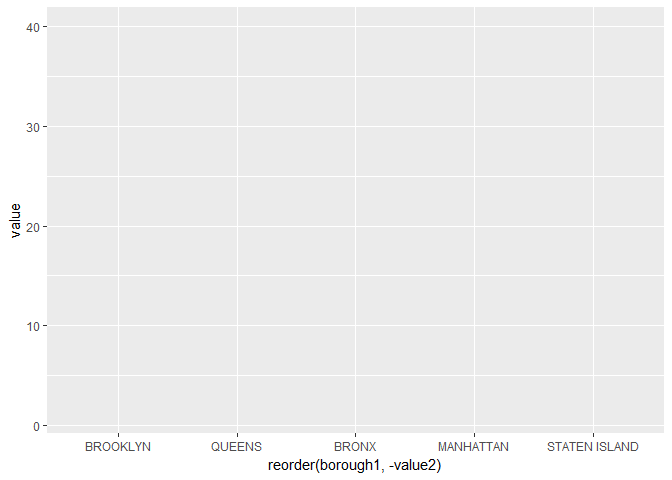 40
30
value
20
10
0
BROOKLYN QUEENS BRONX MANHATTAN STATEN ISLAND
reorder(borough1, -value2)